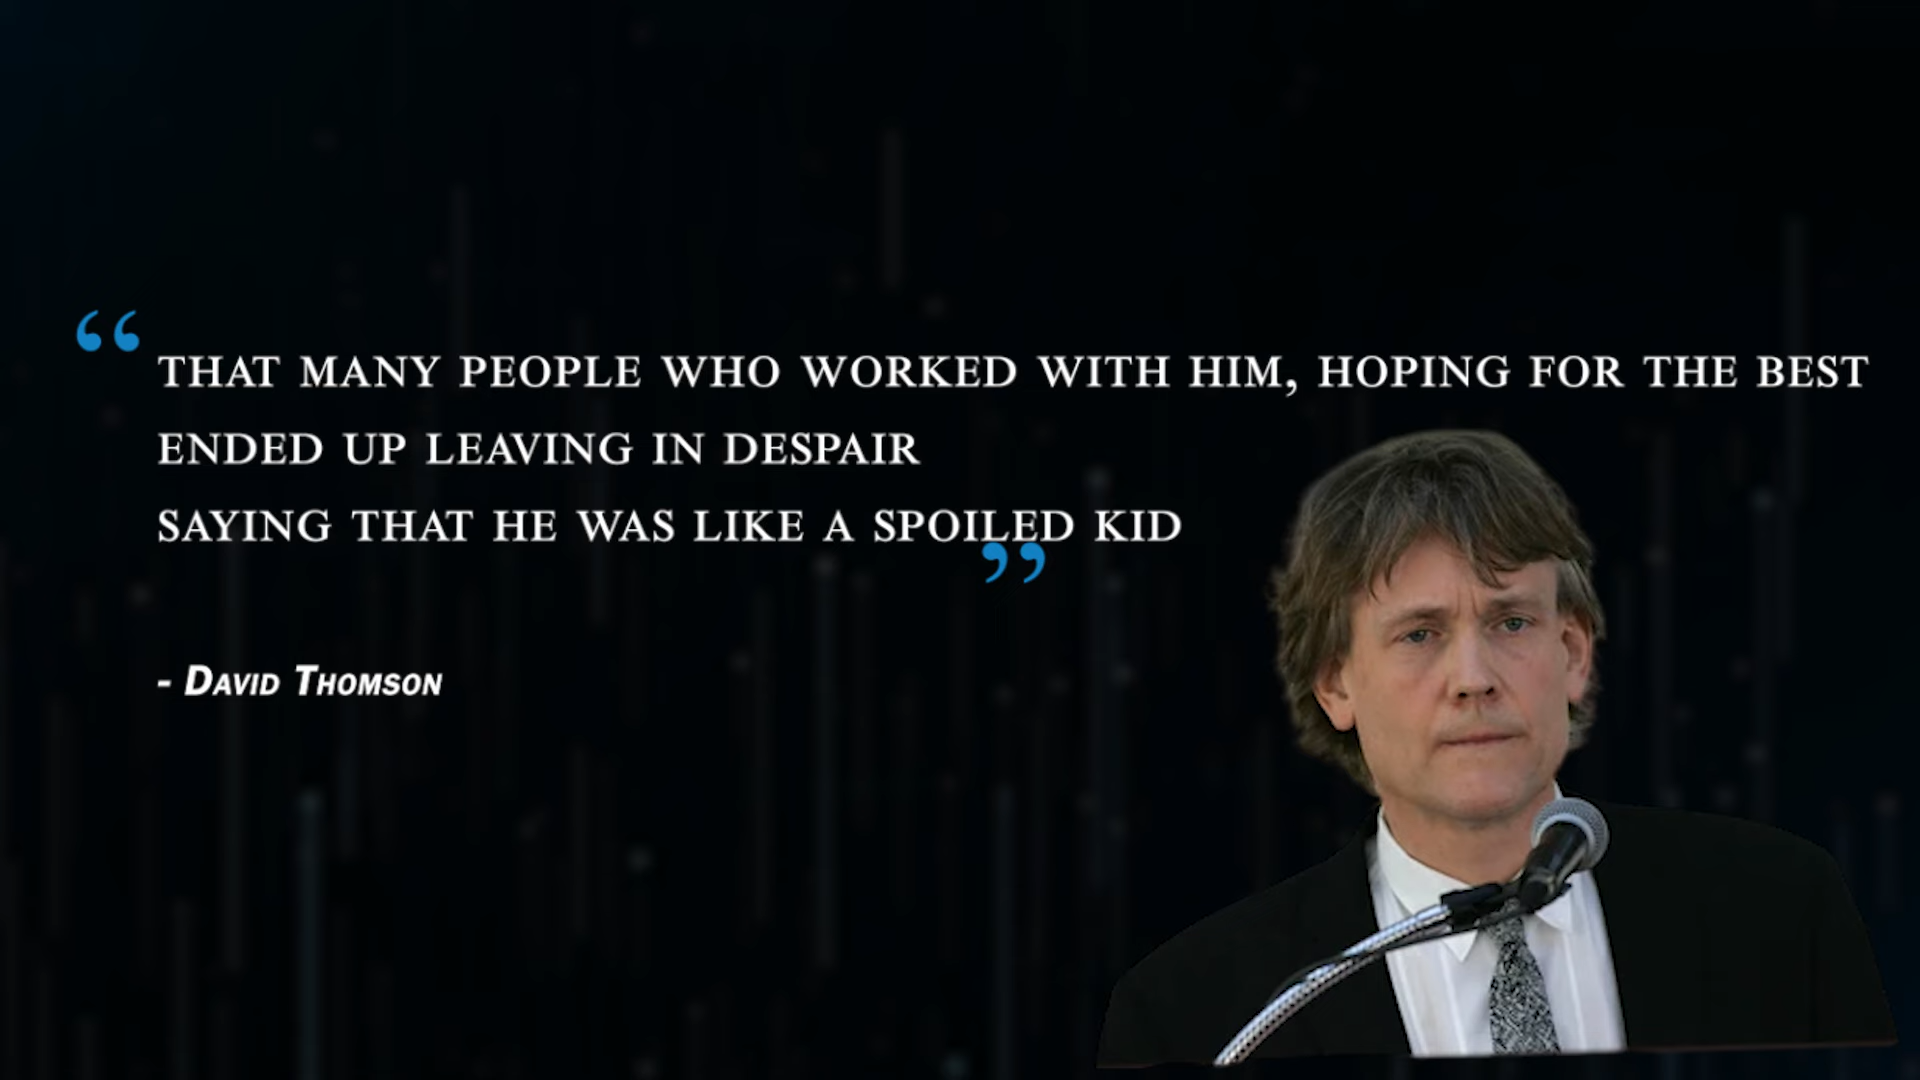 “THAT MANY PEOPLE WHO WORKED WITH HIM, HOPING FOR THE BEST
ENDED UP LEAVING IN DESPAIR
SAYING THAT HE WAS LIKE A SPOILED KID”
- DAVID THOMSON